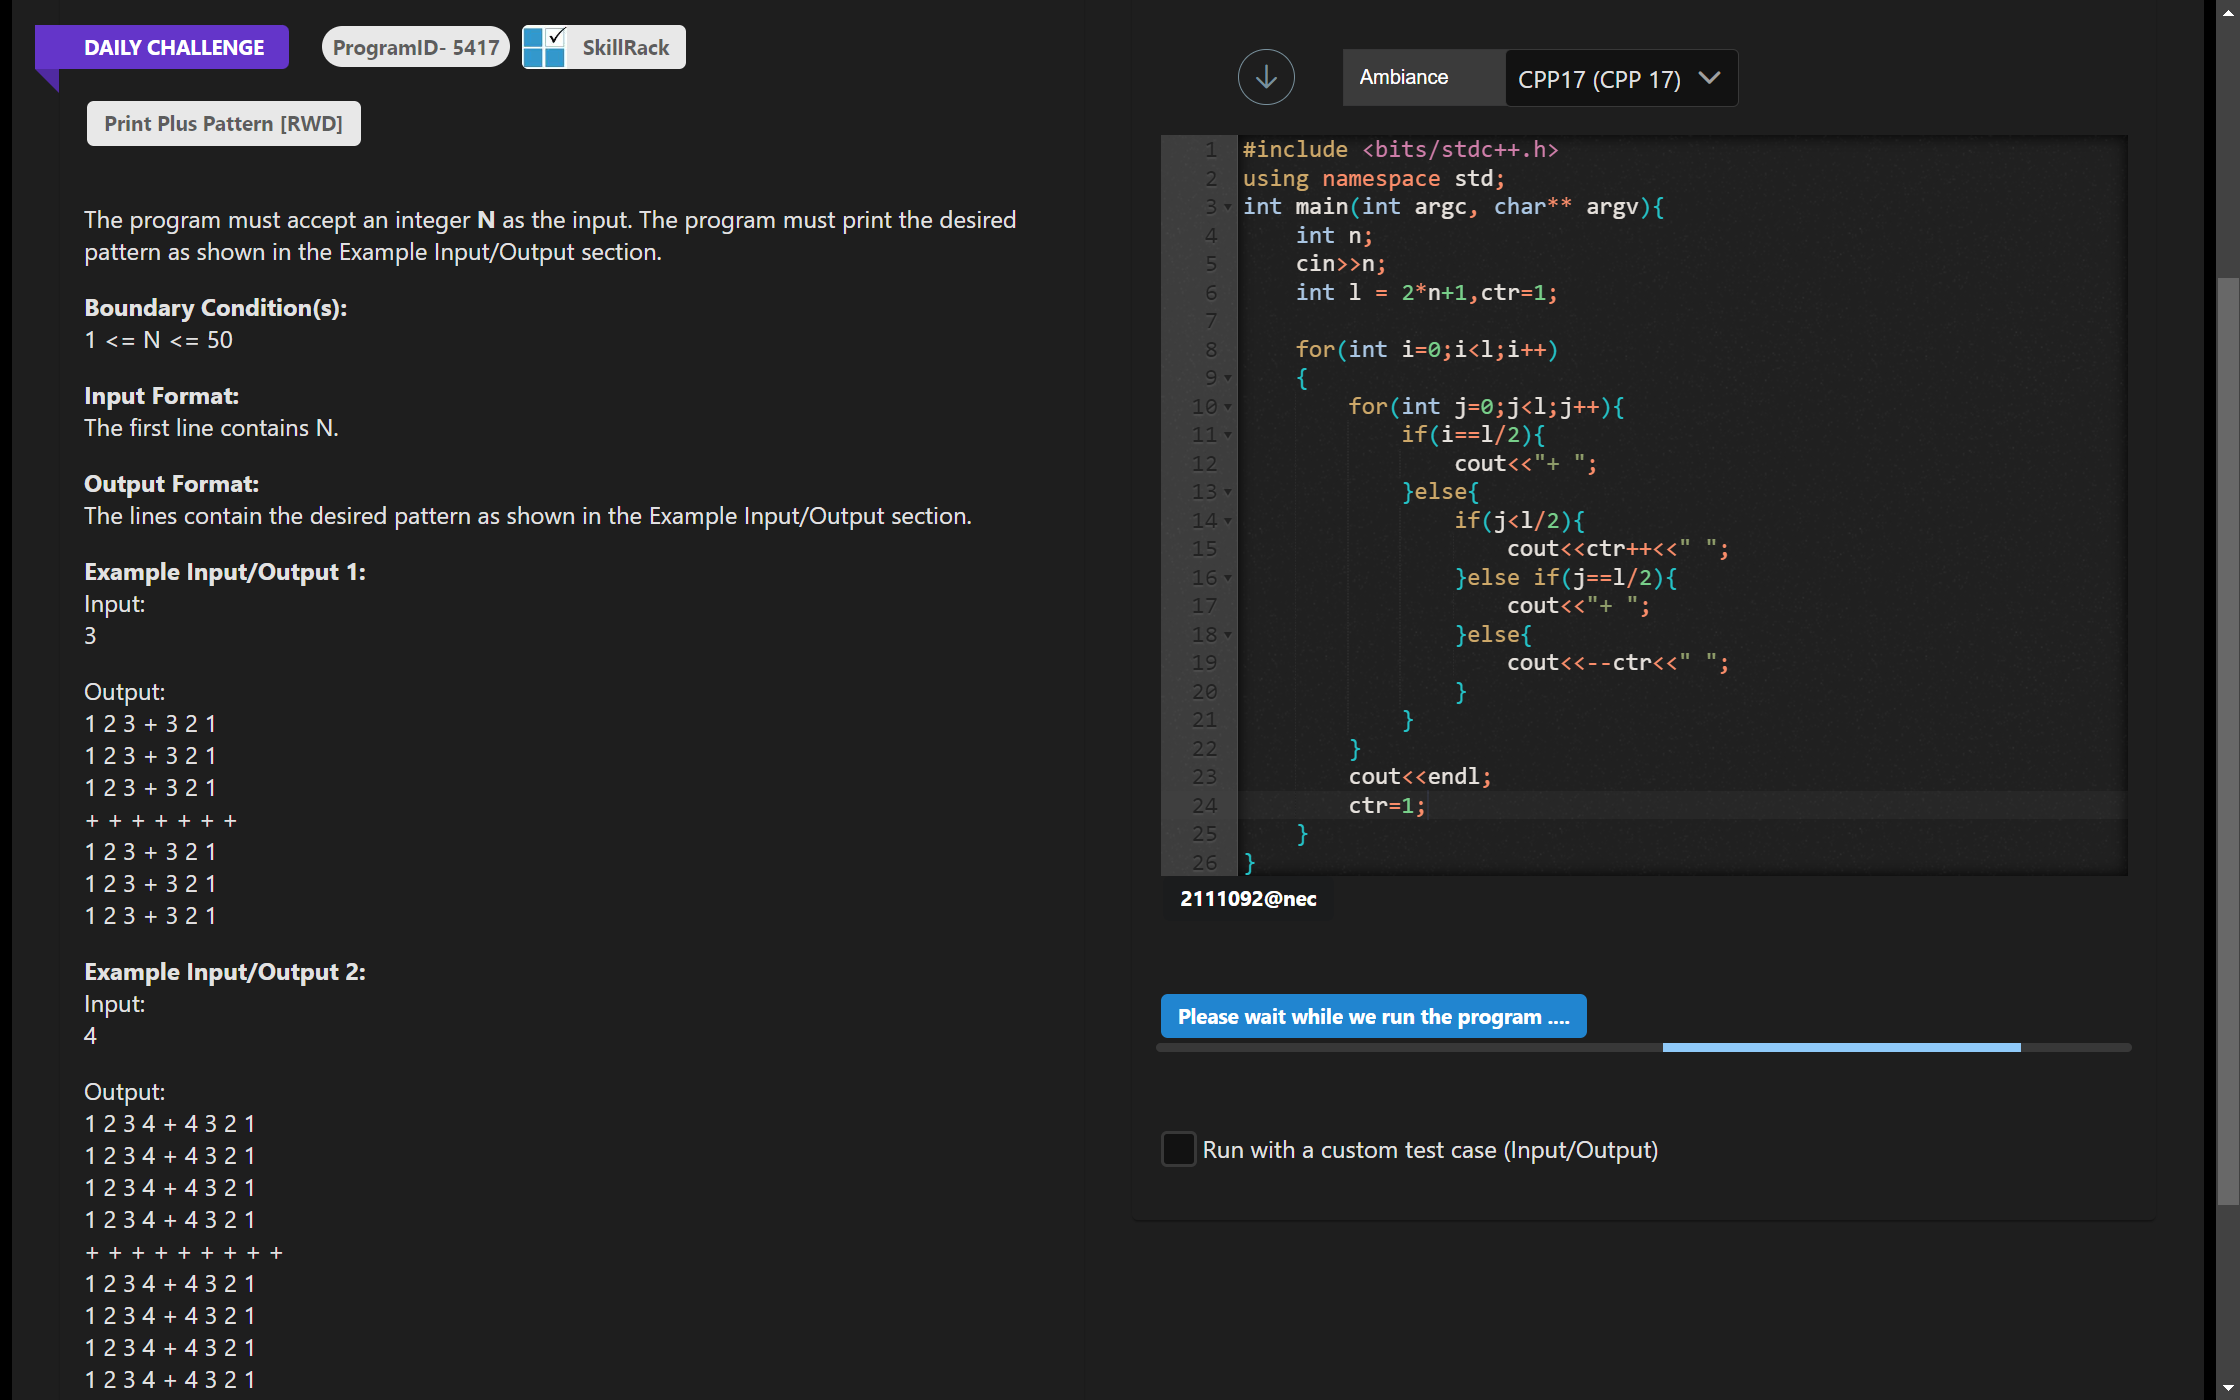 DAILY CHALLENGE
ProgramID- 5417
SkillRack
Print Plus Pattern [RWD]
The program must accept an integer N as the input. The program must print the desired
pattern as shown in the Example Input/Output section.
Boundary Condition(s):
1 <= N <= 50
Input Format:
The first line contains N.
Output Format:
The lines contain the desired pattern as shown in the Example Input/Output section.
Example Input/Output 1:
Input:
3
Output:
1 2 3 + 3 2 1
1 2 3 + 3 2 1
1 2 3 + 3 2 1
+ + + + + + +
1 2 3 + 3 2 1
1 2 3 + 3 2 1
1 2 3 + 3 2 1
Example Input/Output 2:
Input:
4
Output:
1 2 3 4 + 4 3 2 1
1 2 3 4 + 4 3 2 1
1 2 3 4 + 4 3 2 1
1 2 3 4 + 4 3 2 1
+ + + + + + + + +
1 2 3 4 + 4 3 2 1
1 2 3 4 + 4 3 2 1
1 2 3 4 + 4 3 2 1
1 2 3 4 + 4 3 2 1
Ambiance
CPP17 (CPP 17)
1 #include <bits/stdc++.h>
2 using namespace std;
3 int main(int argc, char** argv){
4     int n;
5     cin>>n;
6     int l = 2*n+1,ctr=1;
7
8     for(int i=0;i<l;i++)
9     {
10         for(int j=0;j<l;j++){
11             if(i==l/2){
12                 cout<<"+ ";
13             }else{
14                 if(j<l/2){
15                     cout<<ctr++<<" ";
16                 }else if(j==l/2){
17                     cout<<"+ ";
18                 }else{
19                     cout<<--ctr<<" ";
20                 }
21             }
22         }
23         cout<<endl;
24         ctr=1;
25     }
26 }
2111092@nec
Please wait while we run the program ....
Run with a custom test case (Input/Output)